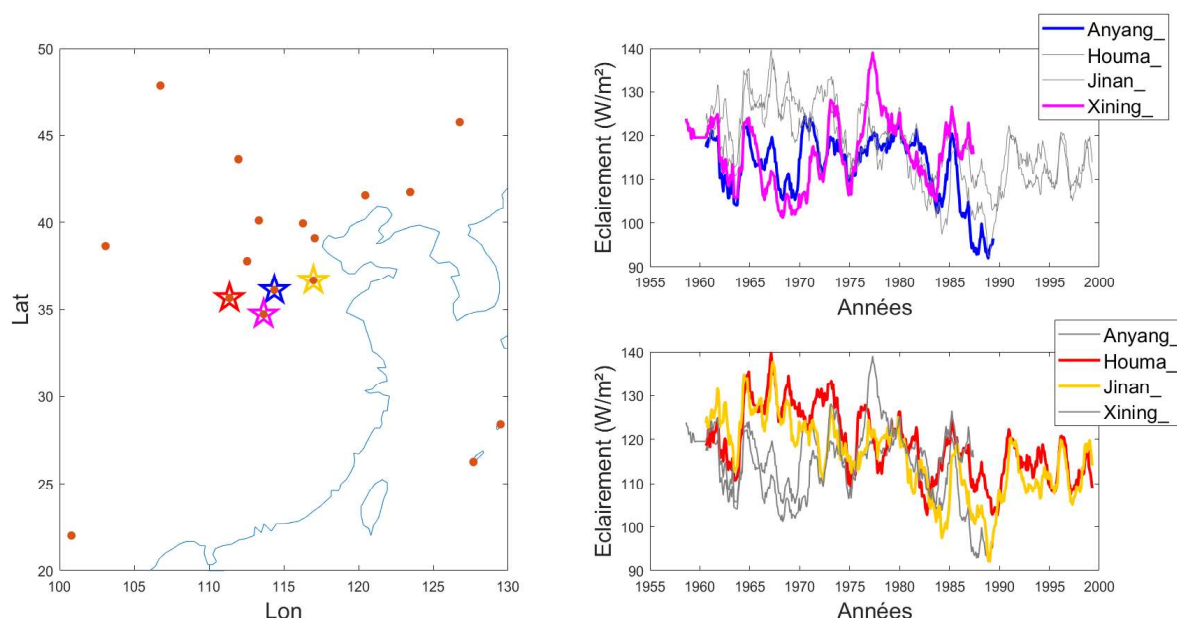 50
45
40
35
30
25
20
100 105 110 115 120 125 130
Lat
Lon
Anyang_
Houma_
Jinan_
Xining_
140
130
120
110
100
90
1955 1960 1965 1970 1975 1980 1985 1990 1995 2000
Eclairement (W/m²)
Années
Anyang_
Houma_
Jinan_
Xining_
140
130
120
110
100
90
1955 1960 1965 1970 1975 1980 1985 1990 1995 2000
Eclairement (W/m²)
Années